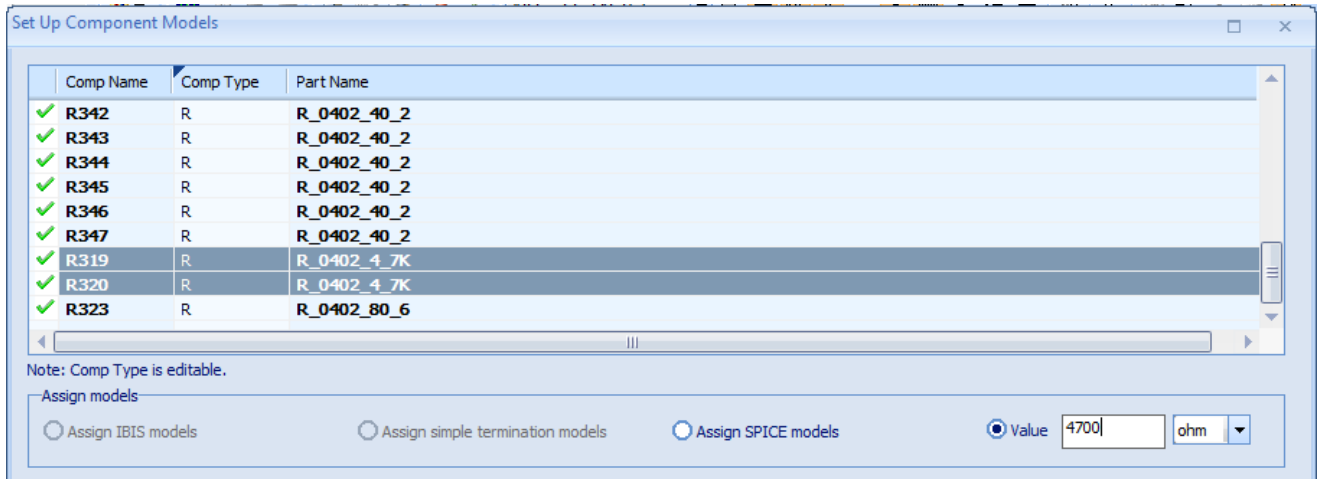 Set Up Component Models
Comp Name Comp Type Part Name
R342 R R_0402_40_2
R343 R R_0402_40_2
R344 R R_0402_40_2
R345 R R_0402_40_2
R346 R R_0402_40_2
R347 R R_0402_40_2
R319 R R_0402_4_7K
R320 R R_0402_4_7K
R323 R R_0402_80_6
Note: Comp Type is editable.
Assign models
Assign IBIS models Assign simple termination models Assign SPICE models Value 4700 ohm